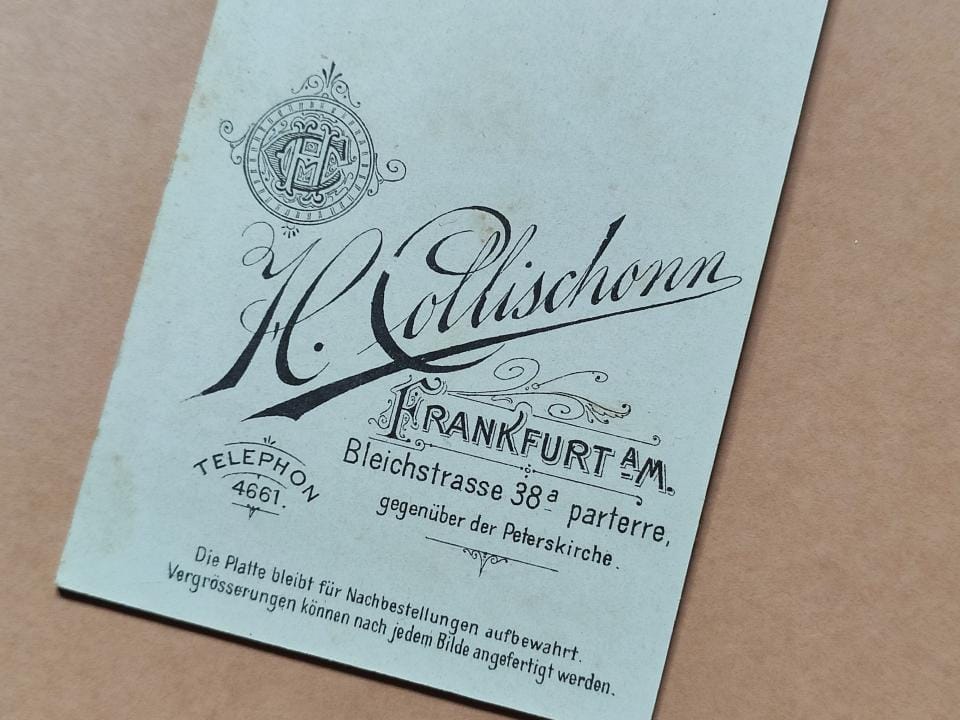 H. Collischonn
FRANKFURT A/M.
Bleichstrasse 38a parterre,
gegenüber der Peterskirche.
TELEPHON
4661.
Die Platte bleibt für Nachbestellungen aufbewahrt.
Vergrösserungen können nach jedem Bilde angefertigt werden.